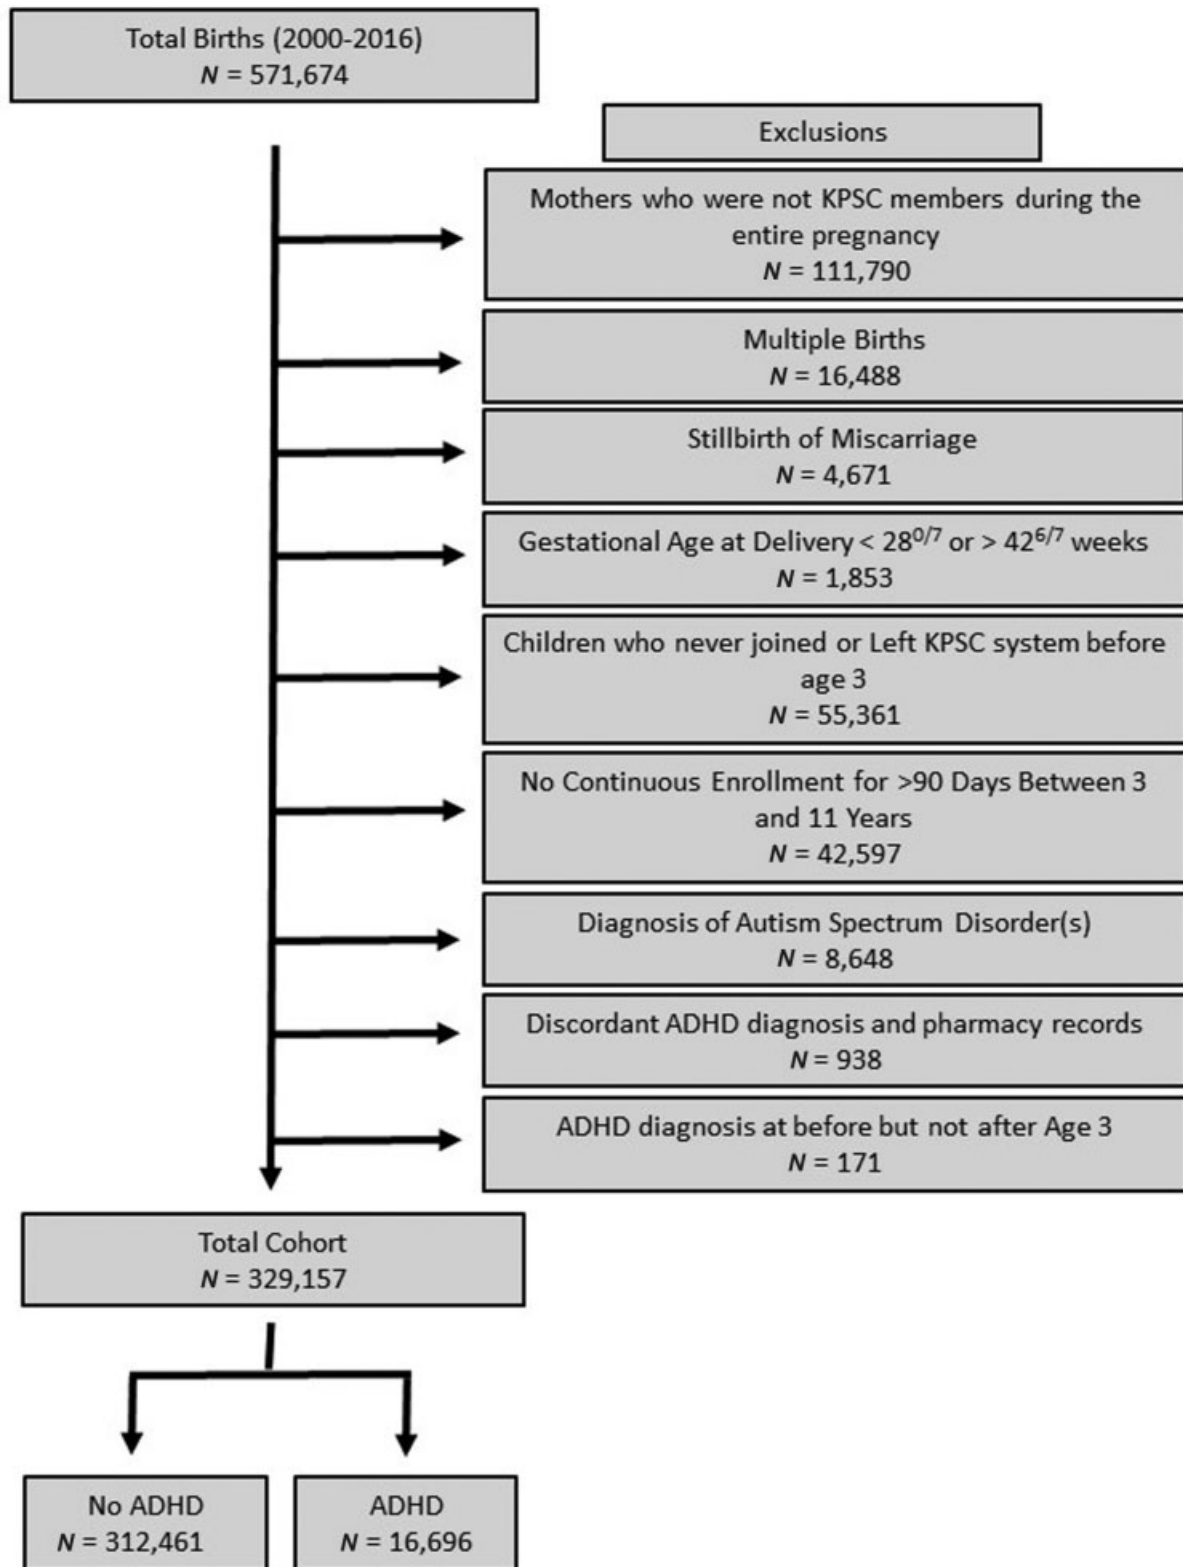 Total Births (2000-2016)
N = 571,674
Exclusions
Mothers who were not KPSC members during the
entire pregnancy
N = 111,790
Multiple Births
N = 16,488
Stillbirth of Miscarriage
N = 4,671
Gestational Age at Delivery < 28⁰/⁷ or > 42⁶/⁷ weeks
N = 1,853
Children who never joined or Left KPSC system before
age 3
N = 55,361
No Continuous Enrollment for >90 Days Between 3
and 11 Years
N = 42,597
Diagnosis of Autism Spectrum Disorder(s)
N = 8,648
Discordant ADHD diagnosis and pharmacy records
N = 938
ADHD diagnosis at before but not after Age 3
N = 171
Total Cohort
N = 329,157
No ADHD
N = 312,461
ADHD
N = 16,696